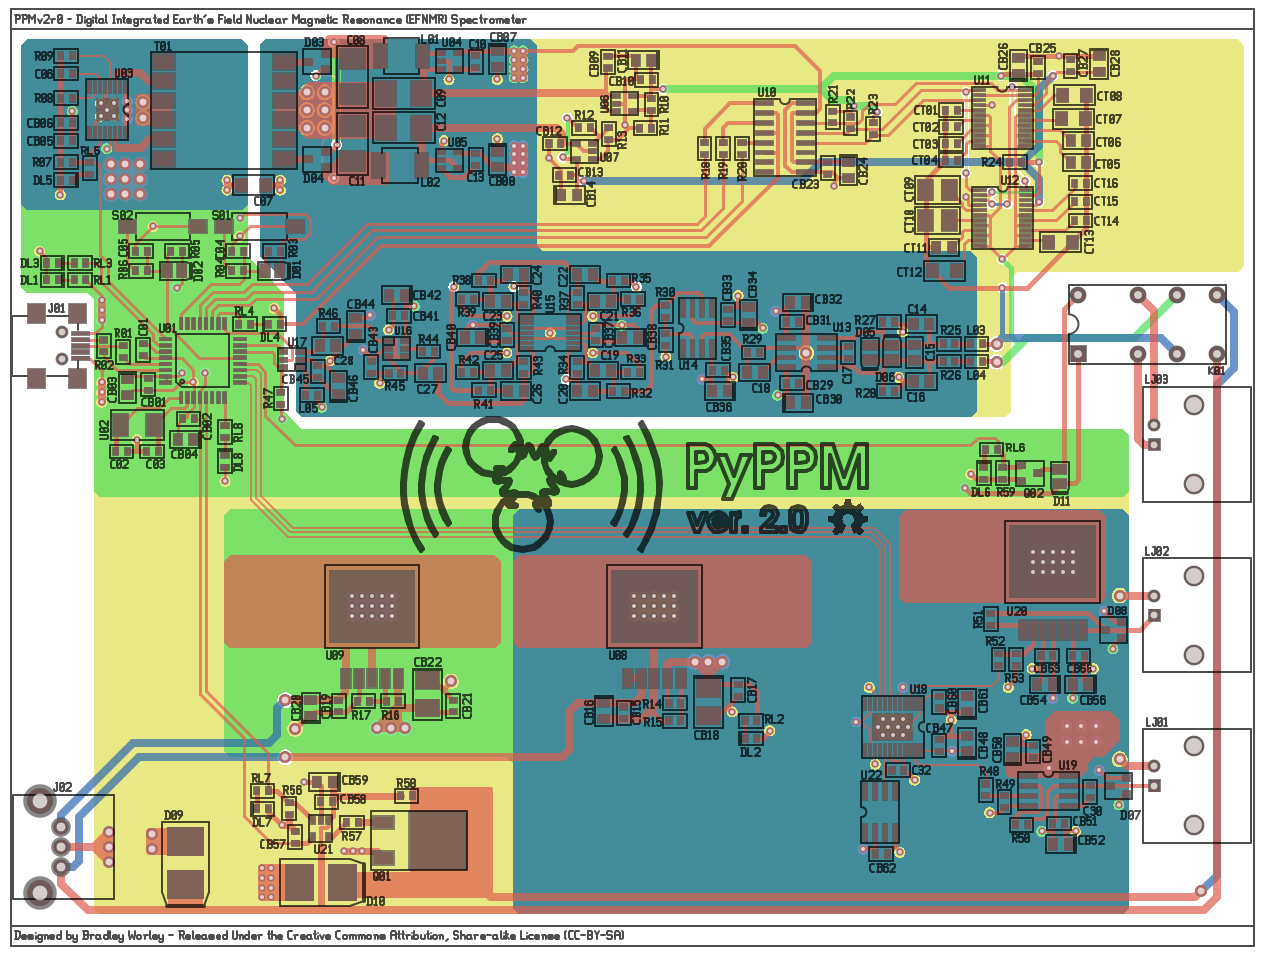 PPMv2r0 - Digital Integrated Earth's Field Nuclear Magnetic Resonance (EFNMR) Spectrometer
R09 T01 D03 C08 L01 U04 C10 CB07 CB09 CB11 CB26 CB25 CB27 CB28
C06 U03 CB10 U11
R08 C09 U10 R21 R22 R23 CT08
R10 CT01
CB06 C12 R12 R11 CT02 CT07
CB05 CB12 R13 CT03 CT06
RL5 U05 U07 CT04 R24 CT05
R07 D04 C11 L02 C13 CB08 CB13 R18 R19 R20 CB23 CB24
DL5 C07 CB14 CT09 U12 CT16
CT15
S02 S01 CT10 CT14
C05 R05 C04 R03 CT11 CT13
DL3 RL3 R06 D02 R04 D01 CT12
DL1 RL1 R38 C24 C22 R35 CB33 CB34
J01 CB44 CB42 R39 R40 R37 R36 R30 CB32
RL4 R46 CB41 C23 C21 CB31 U13 R27 C14
R01 C01 U01 DL4 CB43 U16 CB40 CB39 U15 CB37 CB38 D05 R25 L03
R02 U17 R44 R29 C15
C28 R42 C25 R43 R34 C19 R33 R31 U14 CB35 C17 R26 L04
CB03 CB45 R45 C27 C18 D06 K01
CB01 R47 CB46 R41 C26 C20 R32 CB36 CB29 R28 C16 LJ03
C05 CB30
U02 CB02 RL8
CB04 PyPPM RL6
C02 C03 DL8
DL6 R59 Q02 D11
ver. 2.0
LJ02
R51 U20 D08
U09 U08 R52
CB22 R53 CB53 CB55
CB54 CB56
CB20 CB19 R17 R16 CB21 CB16 CB15 R14 CB18 CB17 U18 CB60 CB61
R15 RL2 CB47 LJ01
DL2 CB48 CB50 CB49
J02 RL7 R56 CB59 R58 U22 C32 R48 U19
CB58 R49 C30
D09 DL7 R57 CB51 D07
CB57 U21 R50 CB52
Q01 CB62
D10
Designed by Bradley Worley - Released Under the Creative Commons Attribution, Share-alike License (CC-BY-SA)